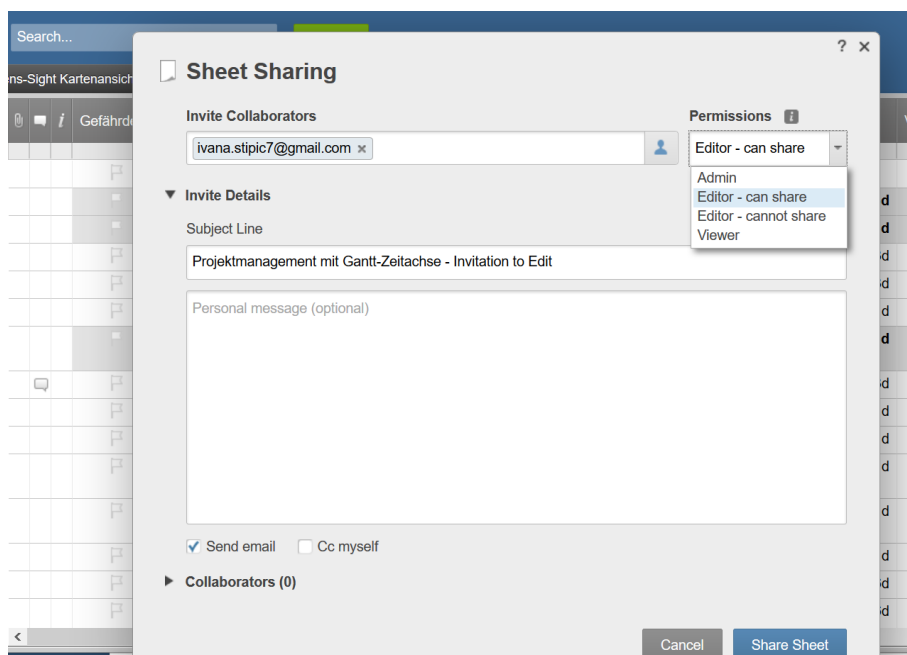 Search...
? ×
Sheet Sharing
ens-Sight Kartenansich
Invite Collaborators
Permissions i
i Gefährde
ivana.stipic7@gmail.com ×
Editor - can share
Admin
Editor - can share
Editor - cannot share
Viewer
Invite Details
Subject Line
Projektmanagement mit Gantt-Zeitachse - Invitation to Edit
Personal message (optional)
d
d
d
d
d
d
d
d
d
d
d
d
d
d
Send email
Cc myself
Collaborators (0)
<
Cancel
Share Sheet